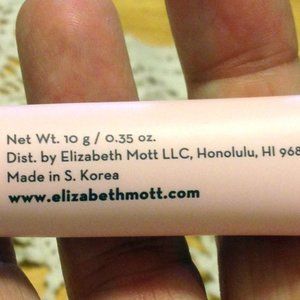 Net Wt. 10 g / 0.35 oz.
Dist. by Elizabeth Mott LLC, Honolulu, HI 968
Made in S. Korea
www.elizabethmott.com